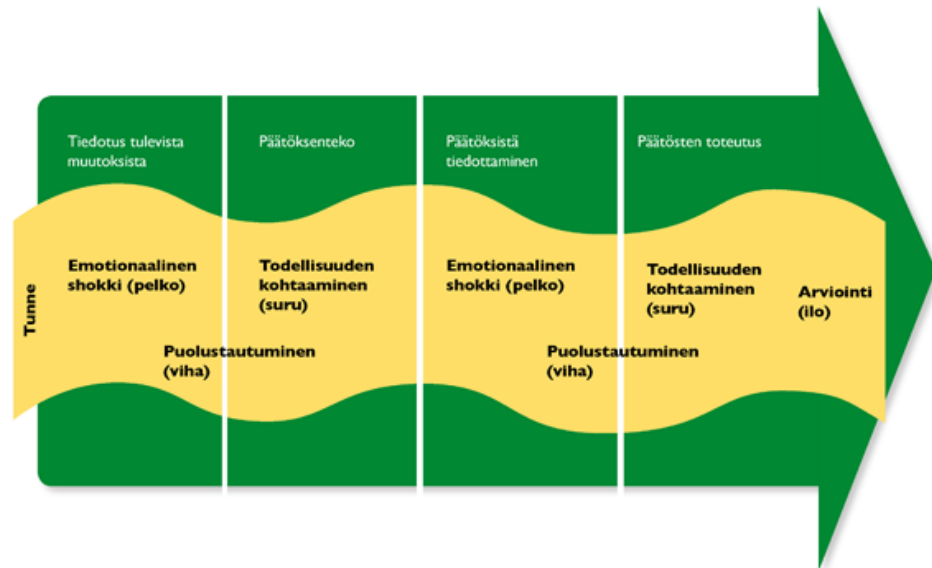 Tiedotus tulevista
muutoksista
Päätöksenteko
Päätöksistä
tiedottaminen
Päätösten toteutus
Tunne
Emotionaalinen
shokki (pelko)
Puolustautuminen
(viha)
Todellisuuden
kohtaaminen
(suru)
Emotionaalinen
shokki (pelko)
Puolustautuminen
(viha)
Todellisuuden
kohtaaminen
(suru)
Arviointi
(ilo)